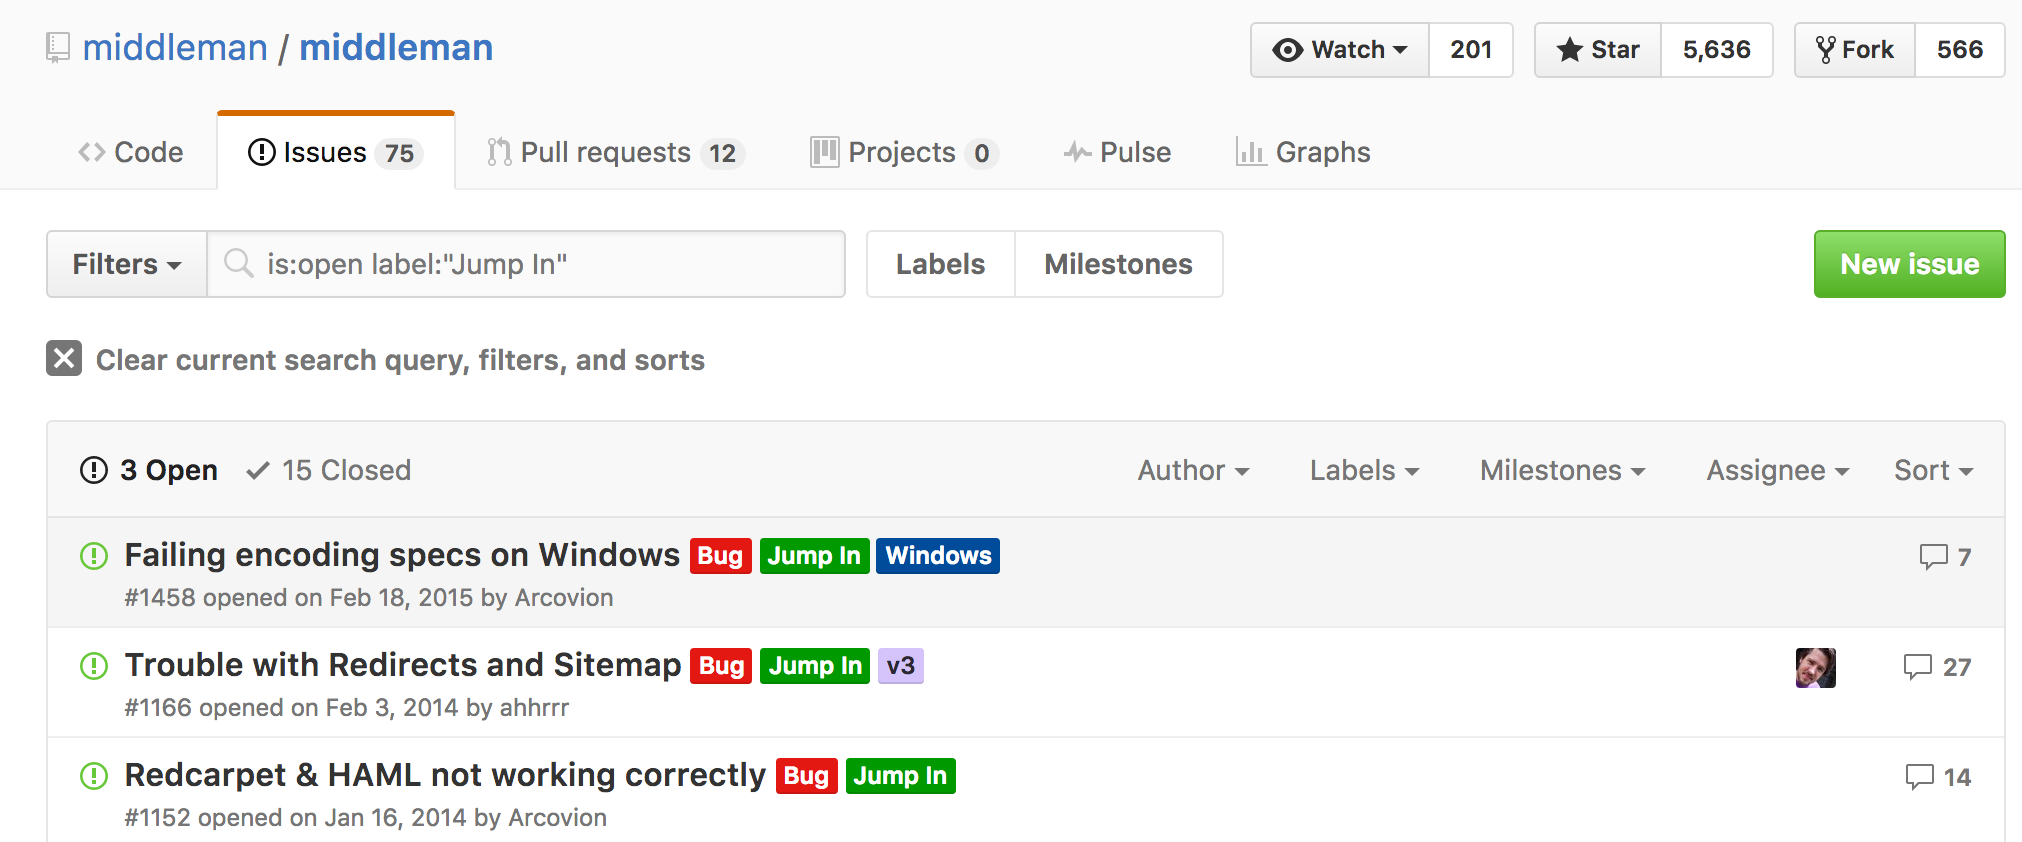 middleman / middleman Watch 201 Star 5,636 Fork 566
Code Issues 75 Pull requests 12 Projects 0 Pulse Graphs
Filters is:open label:"Jump In" Labels Milestones New issue
Clear current search query, filters, and sorts
3 Open 15 Closed Author Labels Milestones Assignee Sort
Failing encoding specs on Windows Bug Jump In Windows 7
#1458 opened on Feb 18, 2015 by Arcovion
Trouble with Redirects and Sitemap Bug Jump In v3 27
#1166 opened on Feb 3, 2014 by ahhrrr
Redcarpet & HAML not working correctly Bug Jump In 14
#1152 opened on Jan 16, 2014 by Arcovion